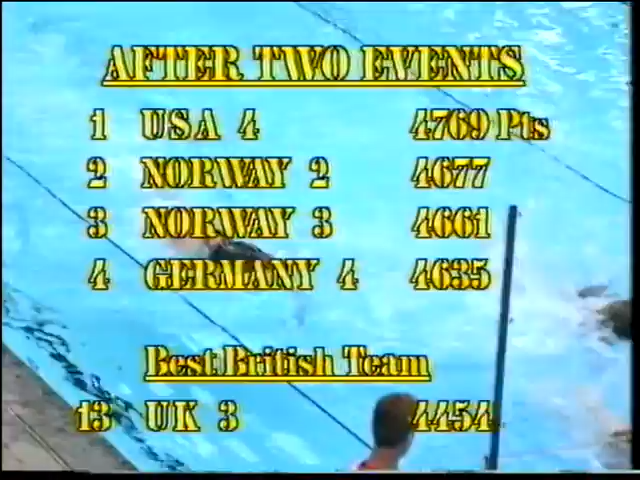 AFTER TWO EVENTS
1 USA 4 4769 Pts
2 NORWAY 2 4677
3 NORWAY 3 4661
4 GERMANY 4 4635
Best British Team
13 UK 3 4454